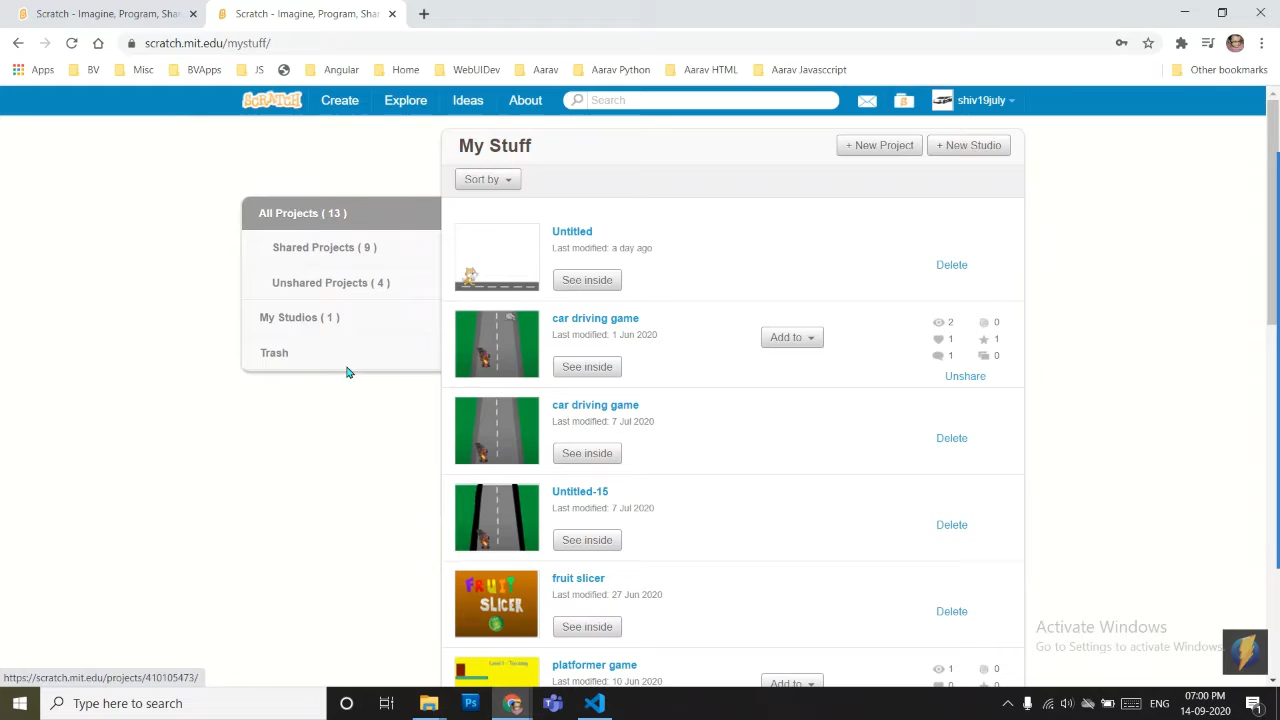 Scratch - Imagine, Program, Shar
Scratch - Imagine, Program, Shar
scratch.mit.edu/mystuff/
Apps BV Misc BVApps JS Angular Home WebUIDev Aarav Aarav Python Aarav HTML Aarav Javasccript Other bookmarks
SCRATCH Create Explore Ideas About Search shiv19july
My Stuff
+ New Project + New Studio
Sort by
All Projects ( 13 )
Shared Projects ( 9 )
Unshared Projects ( 4 )
My Studios ( 1 )
Trash
Untitled
Last modified: a day ago
See inside
Delete
car driving game
Last modified: 1 Jun 2020
See inside
Add to
2 0
1 1
1 0
Unshare
car driving game
Last modified: 7 Jul 2020
See inside
Delete
Untitled-15
Last modified: 7 Jul 2020
See inside
Delete
FRUIT
SLICER
fruit slicer
Last modified: 27 Jun 2020
See inside
Delete
platformer game
Last modified: 10 Jun 2020
Add to
1 0
Activate Windows
Go to Settings to activate Windows.
https://scratch.mit.edu/projects/410105473/
Type here to search
ENG
07:00 PM
14-09-2020